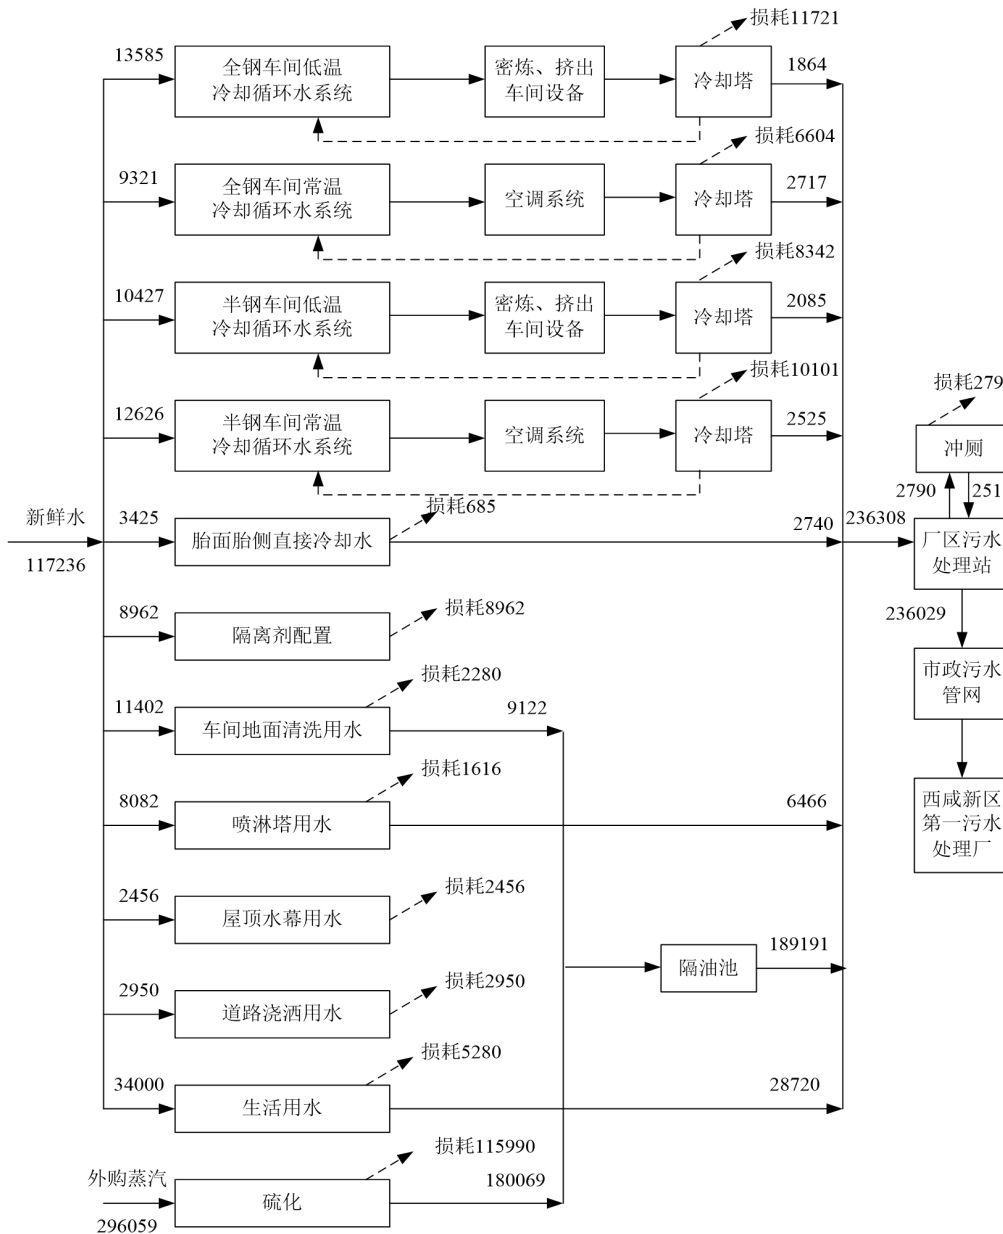 损耗11721
13585
全钢车间低温
冷却循环水系统
密炼、挤出
车间设备
冷却塔
1864
损耗6604
9321
全钢车间常温
冷却循环水系统
空调系统
冷却塔
2717
损耗8342
10427
半钢车间低温
冷却循环水系统
密炼、挤出
车间设备
冷却塔
2085
损耗10101
12626
半钢车间常温
冷却循环水系统
空调系统
冷却塔
2525
损耗279
冲厕
2790
251
新鲜水
117236
3425
胎面胎侧直接冷却水
损耗685
2740
236308
厂区污水
处理站
236029
8962
隔离剂配置
损耗8962
市政污水
管网
11402
车间地面清洗用水
损耗2280
9122
8082
喷淋塔用水
损耗1616
6466
西咸新区
第一污水
处理厂
2456
屋顶水幕用水
损耗2456
隔油池
189191
2950
道路浇洒用水
损耗2950
34000
生活用水
损耗5280
28720
外购蒸汽
296059
硫化
损耗115990
180069